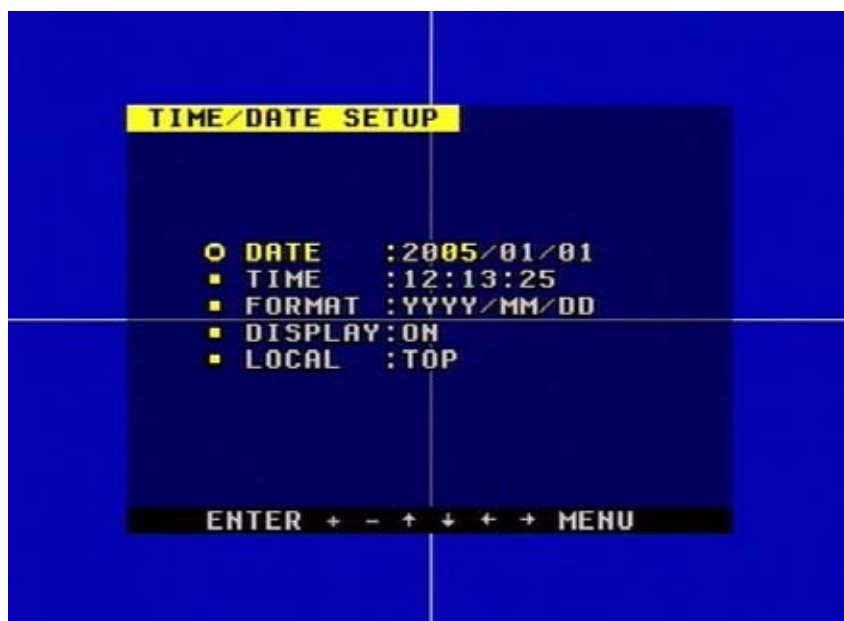 TIME/DATE SETUP
DATE :2005/01/01
TIME :12:13:25
FORMAT :YYYY/MM/DD
DISPLAY:ON
LOCAL :TOP
ENTER + - ↑ ↓ ← → MENU